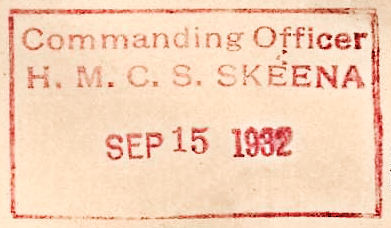 Commanding Officer
H. M. C. S. SKEENA
SEP 15 1932